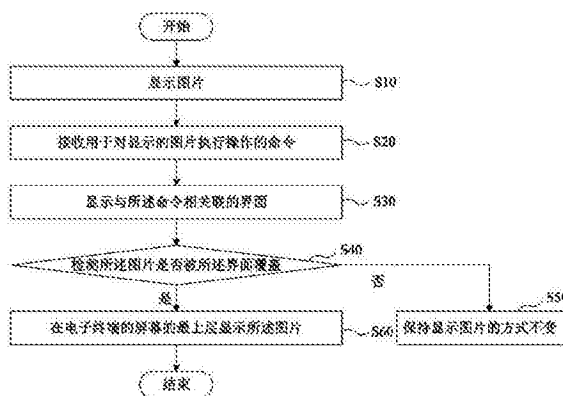 开始
显示图片
S10
接收用于对显示的图片执行操作的命令
S20
显示与所述命令相关联的界面
S30
检测所述图片是否被所述界面覆盖
S40
是
否
在电子终端的屏幕的最上层显示所述图片
S60
保持显示图片的方式不变
S50
结束